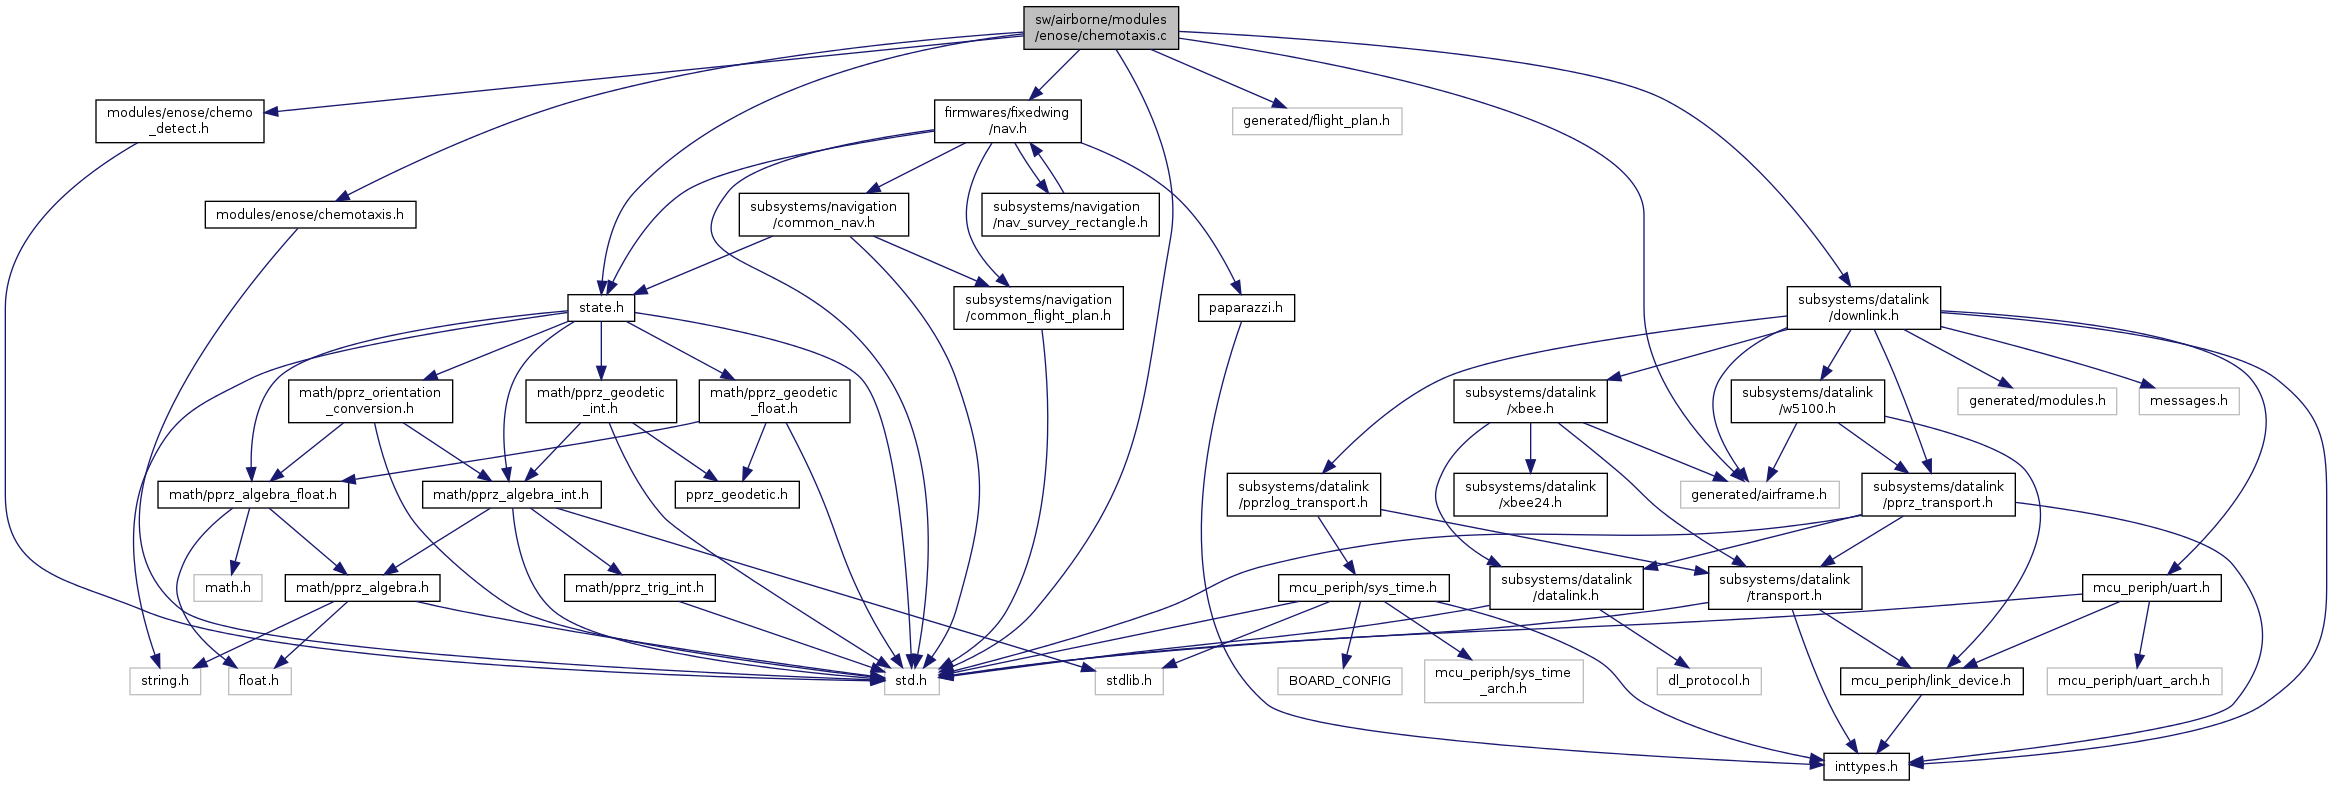 sw/airborne/modules
/enose/chemotaxis.c
modules/enose/chemo
_detect.h
firmwares/fixedwing
/nav.h
generated/flight_plan.h
modules/enose/chemotaxis.h
subsystems/navigation
/common_nav.h
subsystems/navigation
/nav_survey_rectangle.h
state.h
subsystems/navigation
/common_flight_plan.h
paparazzi.h
subsystems/datalink
/downlink.h
math/pprz_orientation
_conversion.h
math/pprz_geodetic
_int.h
math/pprz_geodetic
_float.h
subsystems/datalink
/xbee.h
subsystems/datalink
/w5100.h
generated/modules.h
messages.h
math/pprz_algebra_float.h
math/pprz_algebra_int.h
pprz_geodetic.h
subsystems/datalink
/pprzlog_transport.h
subsystems/datalink
/xbee24.h
generated/airframe.h
subsystems/datalink
/pprz_transport.h
math.h
math/pprz_algebra.h
math/pprz_trig_int.h
mcu_periph/sys_time.h
subsystems/datalink
/datalink.h
subsystems/datalink
/transport.h
mcu_periph/uart.h
string.h
float.h
std.h
stdlib.h
BOARD_CONFIG
mcu_periph/sys_time
_arch.h
dl_protocol.h
mcu_periph/link_device.h
mcu_periph/uart_arch.h
inttypes.h